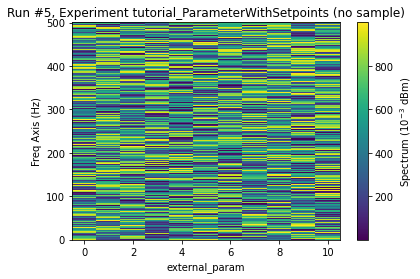 Run #5, Experiment tutorial_ParameterWithSetpoints (no sample)
500
400
300
200
100
0
Freq Axis (Hz)
0 2 4 6 8 10
external_param
800
600
400
200
Spectrum (10⁻³ dBm)